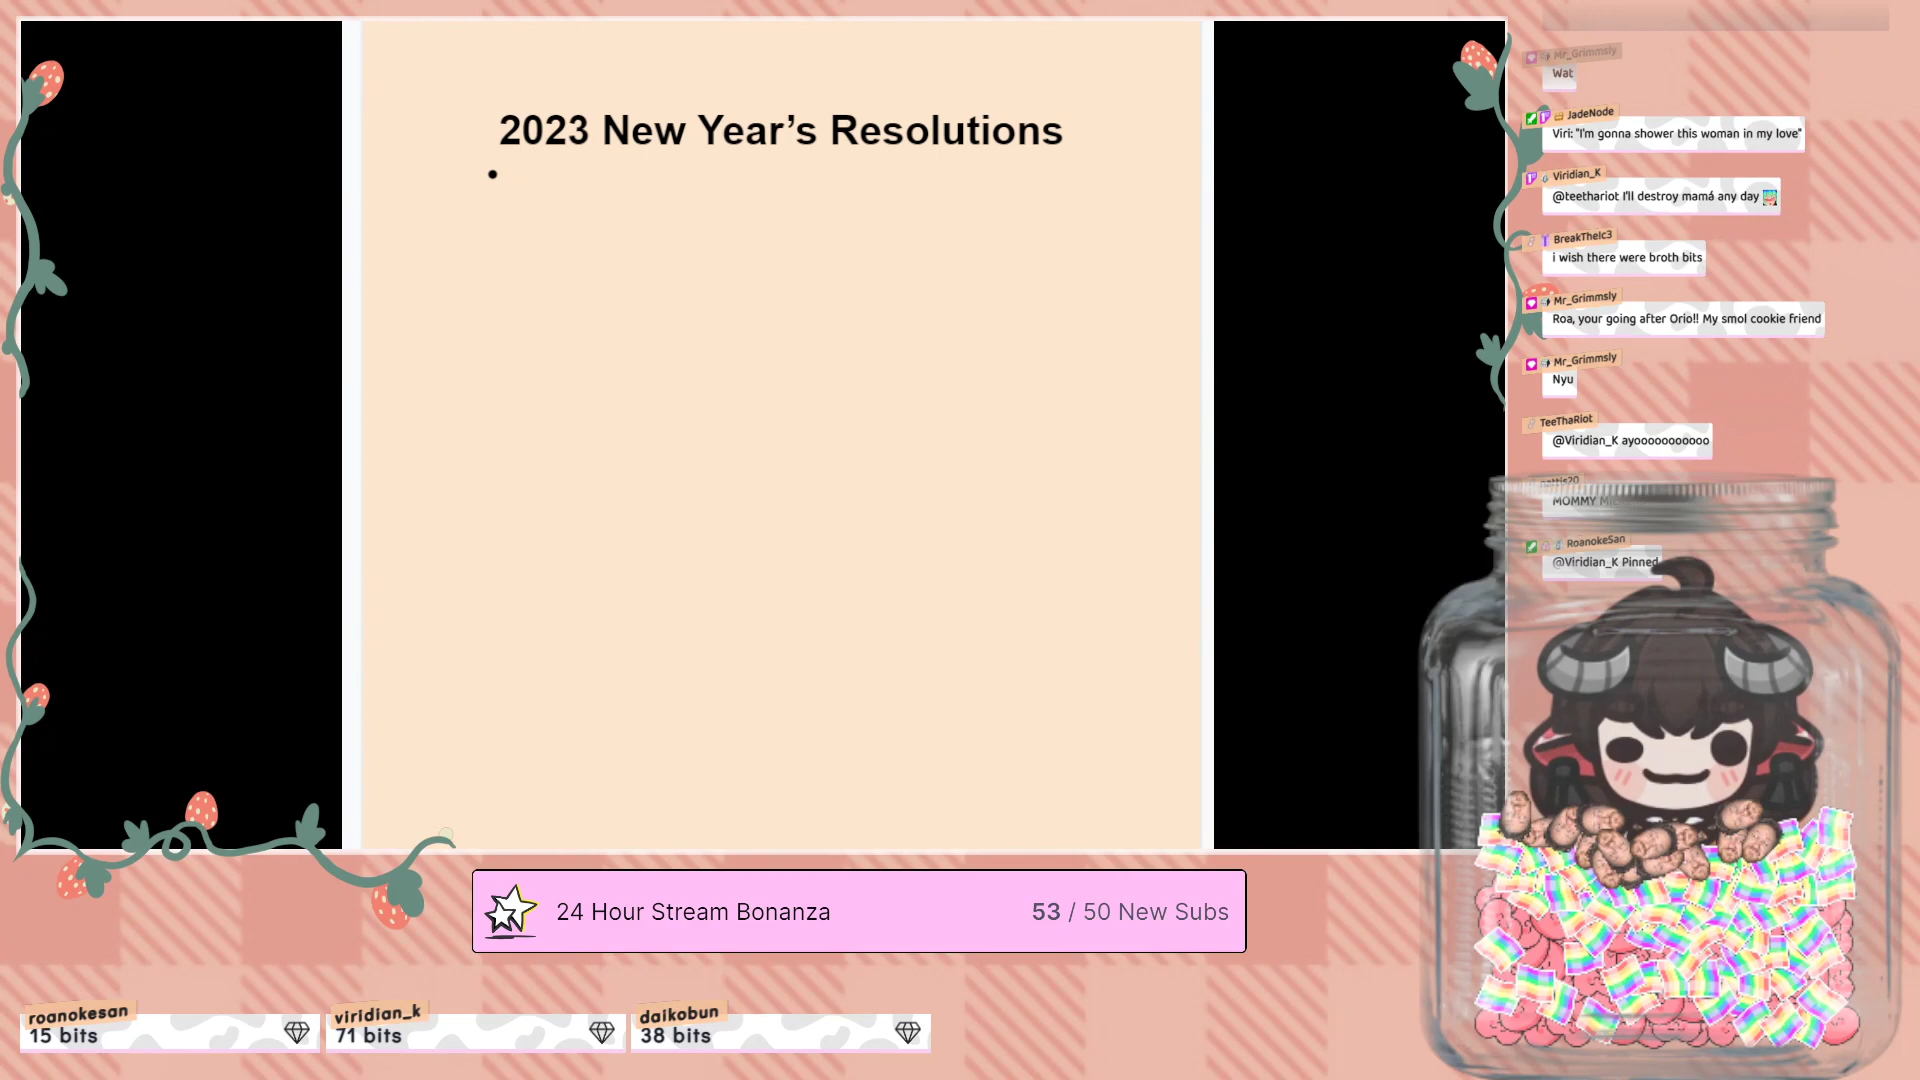 2023 New Year’s Resolutions
•
Mr_Grimmsly
Wat
JadeNode
Viri: "I'm gonna shower this woman in my love"
Viridian_K
@teethariot I'll destroy mamá any day
BreakTheIc3
i wish there were broth bits
Mr_Grimmsly
Roa, your going after Orio!! My smol cookie friend
Mr_Grimmsly
Nyu
TeeThaRiot
@Viridian_K ayooooooooooo
MOMMY
RoanokeSan
@Viridian_K Pinned
24 Hour Stream Bonanza
53 / 50 New Subs
roanokesan
15 bits
viridian_k
71 bits
daikobun
38 bits